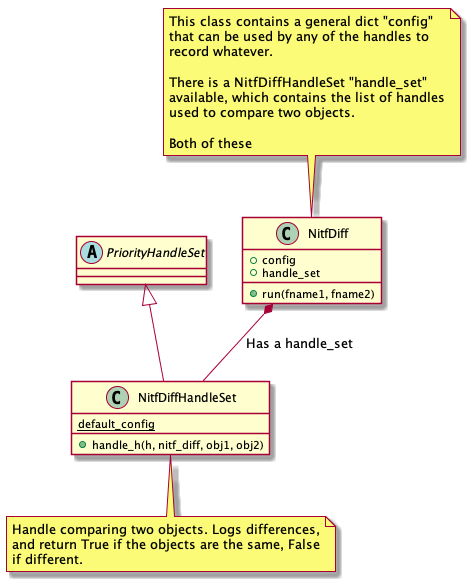 This class contains a general dict "config"
that can be used by any of the handles to
record whatever.
There is a NitfDiffHandleSet "handle_set"
available, which contains the list of handles
used to compare two objects.
Both of these
C NitfDiff
config
handle_set
run(fname1, fname2)
A PriorityHandleSet
Has a handle_set
C NitfDiffHandleSet
default_config
handle_h(h, nitf_diff, obj1, obj2)
Handle comparing two objects. Logs differences,
and return True if the objects are the same, False
if different.